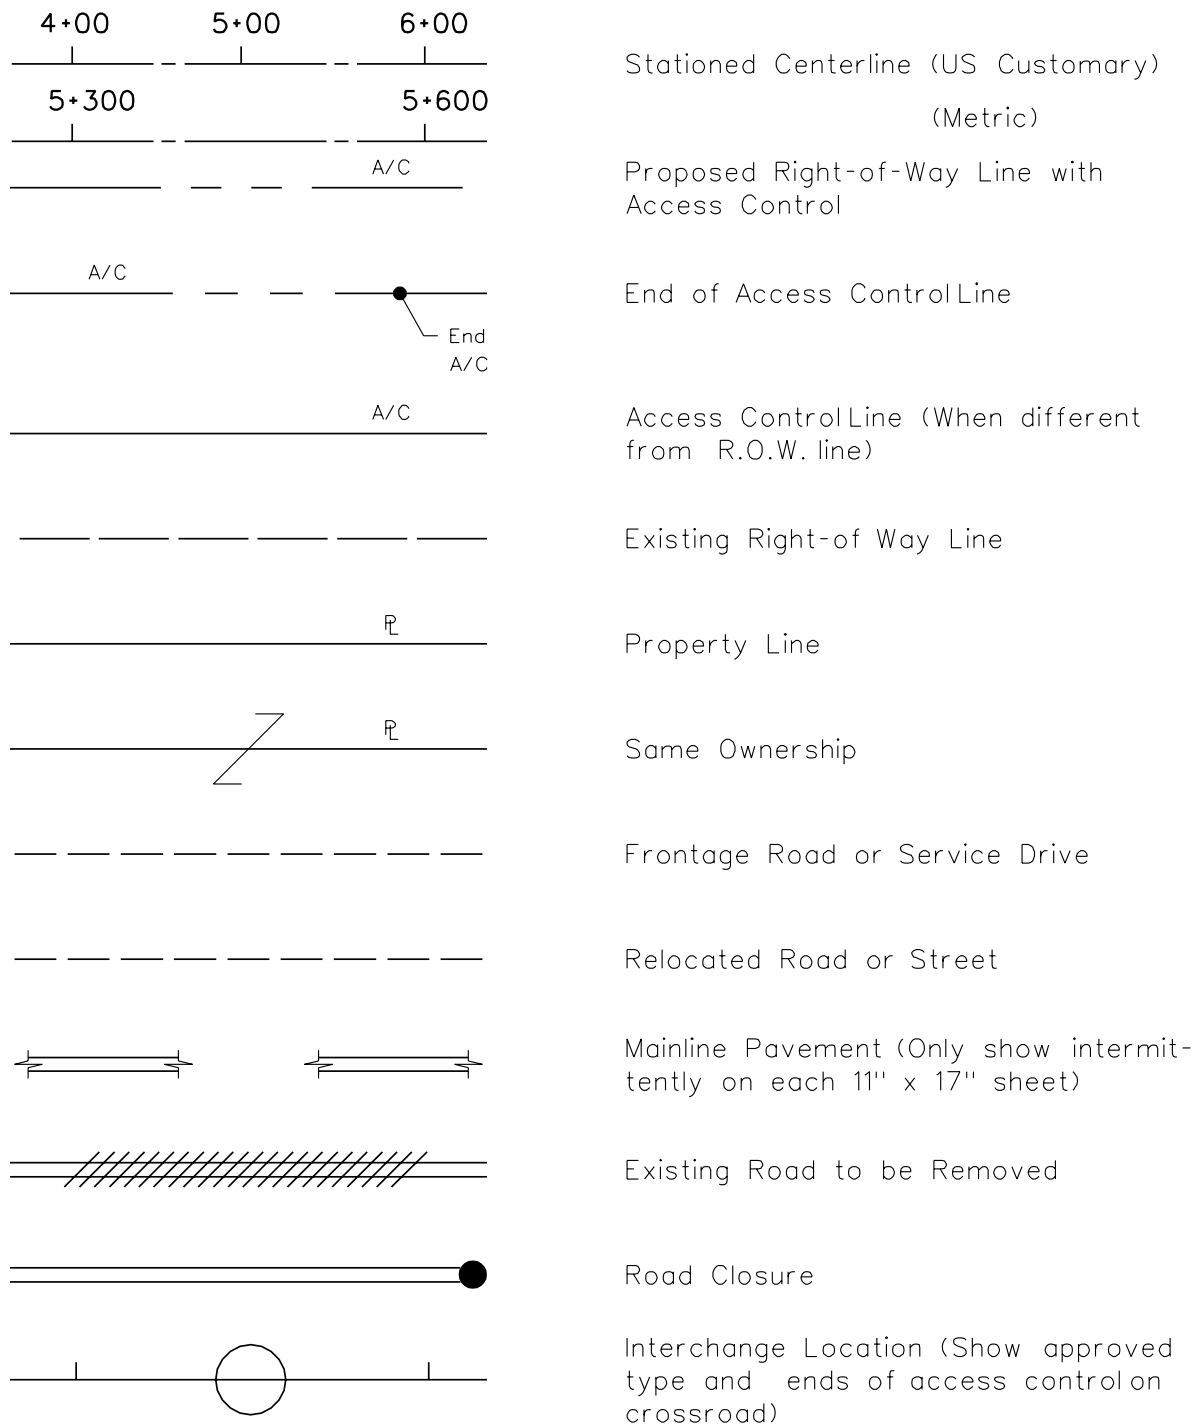 4+00 5+00 6+00
Stationed Centerline (US Customary)
5+300 5+600
(Metric)
A/C
Proposed Right-of-Way Line with
Access Control
A/C
End of Access Control Line
End
A/C
A/C
Access Control Line (When different
from R.O.W. line)
Existing Right-of Way Line
PL
Property Line
PL
Same Ownership
Frontage Road or Service Drive
Relocated Road or Street
Mainline Pavement (Only show intermit-
tently on each 11" x 17" sheet)
Existing Road to be Removed
Road Closure
Interchange Location (Show approved
type and ends of access control on
crossroad)